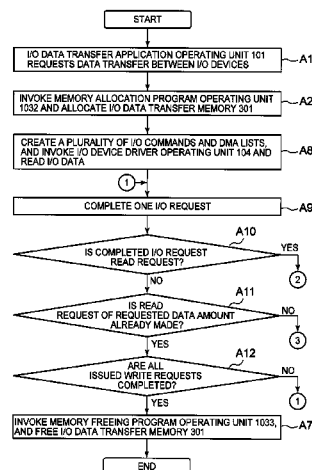 START
I/O DATA TRANSFER APPLICATION OPERATING UNIT 101
REQUESTS DATA TRANSFER BETWEEN I/O DEVICES
A1
INVOKE MEMORY ALLOCATION PROGRAM OPERATING UNIT
1032 AND ALLOCATE I/O DATA TRANSFER MEMORY 301
A2
CREATE A PLURALITY OF I/O COMMANDS AND DMA LISTS,
AND INVOKE I/O DEVICE DRIVER OPERATING UNIT 104 AND
READ I/O DATA
A8
1
COMPLETE ONE I/O REQUEST
A9
A10
IS COMPLETED I/O REQUEST
READ REQUEST?
YES
2
NO
A11
IS READ
REQUEST OF REQUESTED DATA AMOUNT
ALREADY MADE?
NO
3
YES
A12
ARE ALL
ISSUED WRITE REQUESTS
COMPLETED?
NO
1
YES
INVOKE MEMORY FREEING PROGRAM OPERATING UNIT 1033,
AND FREE I/O DATA TRANSFER MEMORY 301
A7
END